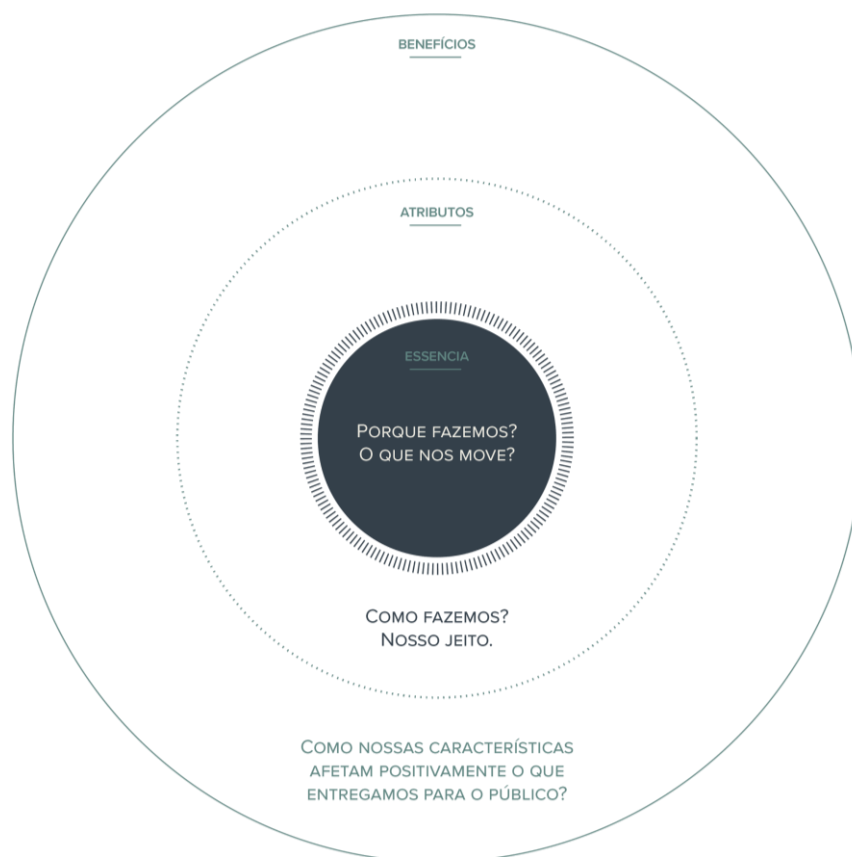 BENEFÍCIOS
ATRIBUTOS
ESSENCIA
PORQUE FAZEMOS?
O QUE NOS MOVE?
COMO FAZEMOS?
NOSSO JEITO.
COMO NOSSAS CARACTERÍSTICAS
AFETAM POSITIVAMENTE O QUE
ENTREGAMOS PARA O PÚBLICO?